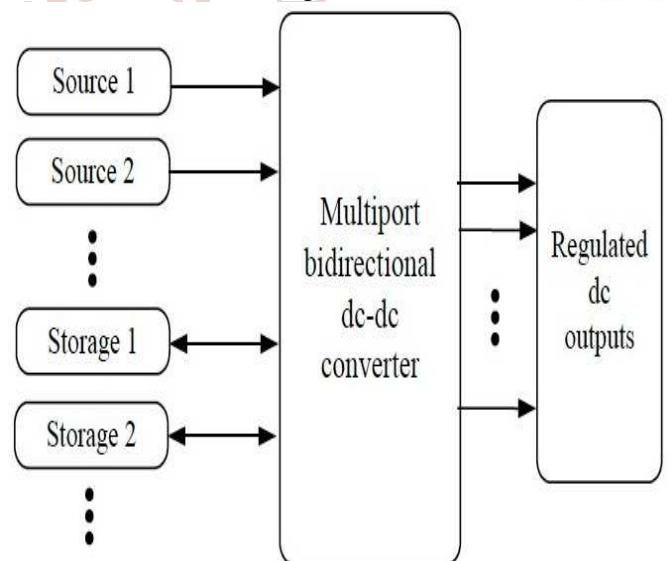 Source 1
Source 2
Storage 1
Storage 2
Multiport
bidirectional
dc-dc
converter
Regulated
dc
outputs